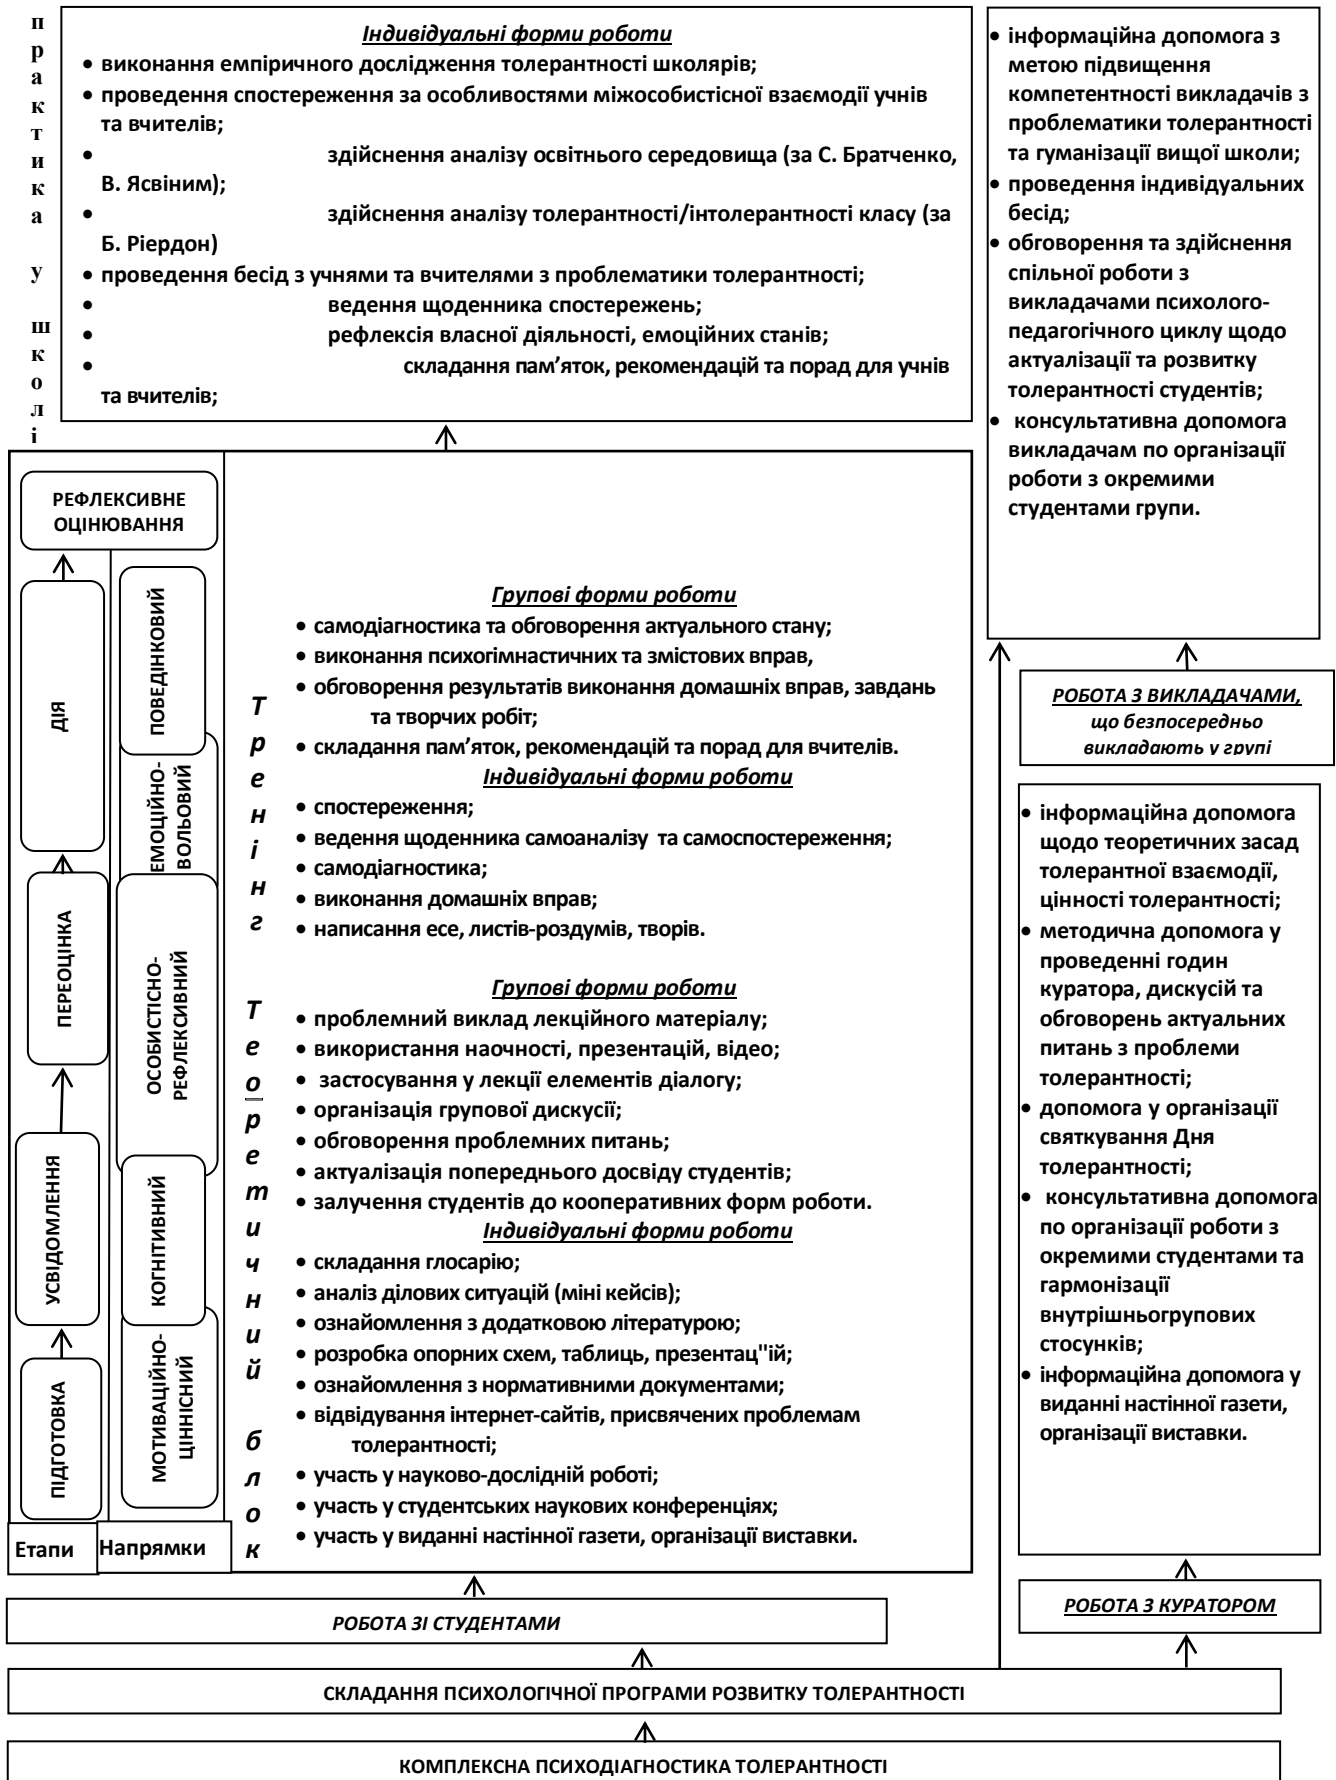 практика у школі
Індивідуальні форми роботи
• виконання емпіричного дослідження толерантності школярів;
• проведення спостереження за особливостями міжособистісної взаємодії учнів
та вчителів;
• здійснення аналізу освітнього середовища (за С. Братченко,
В. Ясвіним);
• здійснення аналізу толерантності/інтолерантності класу (за
Б. Ріердон)
• проведення бесід з учнями та вчителями з проблематики толерантності;
• ведення щоденника спостережень;
• рефлексія власної діяльності, емоційних станів;
• складання пам’яток, рекомендацій та порад для учнів
та вчителів;
• інформаційна допомога з
метою підвищення
компетентності викладачів з
проблематики толерантності
та гуманізації вищої школи;
• проведення індивідуальних
бесід;
• обговорення та здійснення
спільної роботи з
викладачами психолого-
педагогічного циклу щодо
актуалізації та розвитку
толерантності студентів;
• консультативна допомога
викладачам по організації
роботи з окремими
студентами групи.
РЕФЛЕКСИВНЕ
ОЦІНЮВАННЯ
ДІЯ
ПЕРЕОЦІНКА
УСВІДОМЛЕННЯ
ПІДГОТОВКА
Етапи
ПОВЕДІНКОВИЙ
ЕМОЦІЙНО-
ВОЛЬОВИЙ
ОСОБИСТІСНО-
РЕФЛЕКСИВНИЙ
КОГНІТИВНИЙ
МОТИВАЦІЙНО-
ЦІННІСНИЙ
Напрямки
Тренінг
Групові форми роботи
• самодіагностика та обговорення актуального стану;
• виконання психогімнастичних та змістових вправ,
• обговорення результатів виконання домашніх вправ, завдань
та творчих робіт;
• складання пам’яток, рекомендацій та порад для вчителів.
Індивідуальні форми роботи
• спостереження;
• ведення щоденника самоаналізу та самоспостереження;
• самодіагностика;
• виконання домашніх вправ;
• написання есе, листів-роздумів, творів.
Теоретичний блок
Групові форми роботи
• проблемний виклад лекційного матеріалу;
• використання наочності, презентацій, відео;
• застосування у лекції елементів діалогу;
• організація групової дискусії;
• обговорення проблемних питань;
• актуалізація попереднього досвіду студентів;
• залучення студентів до кооперативних форм роботи.
Індивідуальні форми роботи
• складання глосарію;
• аналіз ділових ситуацій (міні кейсів);
• ознайомлення з додатковою літературою;
• розробка опорних схем, таблиць, презентац"ій;
• ознайомлення з нормативними документами;
• відвідування інтернет-сайтів, присвячених проблемам
толерантності;
• участь у науково-дослідній роботі;
• участь у студентських наукових конференціях;
• участь у виданні настінної газети, організації виставки.
РОБОТА З ВИКЛАДАЧАМИ,
що безпосередньо
викладають у групі
• інформаційна допомога
щодо теоретичних засад
толерантної взаємодії,
цінності толерантності;
• методична допомога у
проведенні годин
куратора, дискусій та
обговорень актуальних
питань з проблеми
толерантності;
• допомога у організації
святкування Дня
толерантності;
• консультативна допомога
по організації роботи з
окремими студентами та
гармонізації
внутрішньогрупових
стосунків;
• інформаційна допомога у
виданні настінної газети,
організації виставки.
РОБОТА З КУРАТОРОМ
РОБОТА ЗІ СТУДЕНТАМИ
СКЛАДАННЯ ПСИХОЛОГІЧНОЇ ПРОГРАМИ РОЗВИТКУ ТОЛЕРАНТНОСТІ
КОМПЛЕКСНА ПСИХОДІАГНОСТИКА ТОЛЕРАНТНОСТІ